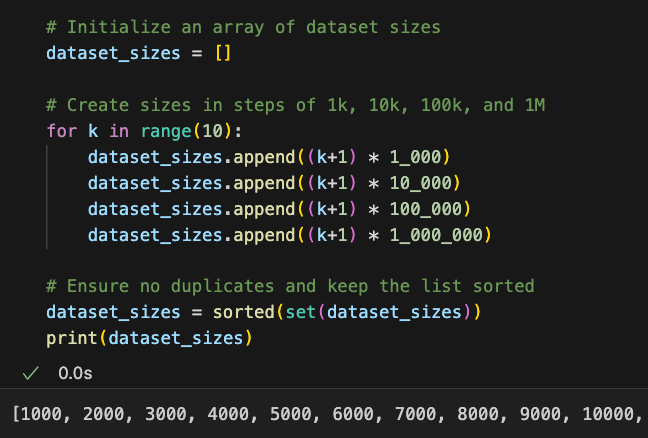 # Initialize an array of dataset sizes
dataset_sizes = []
# Create sizes in steps of 1k, 10k, 100k, and 1M
for k in range(10):
    dataset_sizes.append((k+1) * 1_000)
    dataset_sizes.append((k+1) * 10_000)
    dataset_sizes.append((k+1) * 100_000)
    dataset_sizes.append((k+1) * 1_000_000)
# Ensure no duplicates and keep the list sorted
dataset_sizes = sorted(set(dataset_sizes))
print(dataset_sizes)
✓ 0.0s
[1000, 2000, 3000, 4000, 5000, 6000, 7000, 8000, 9000, 10000,